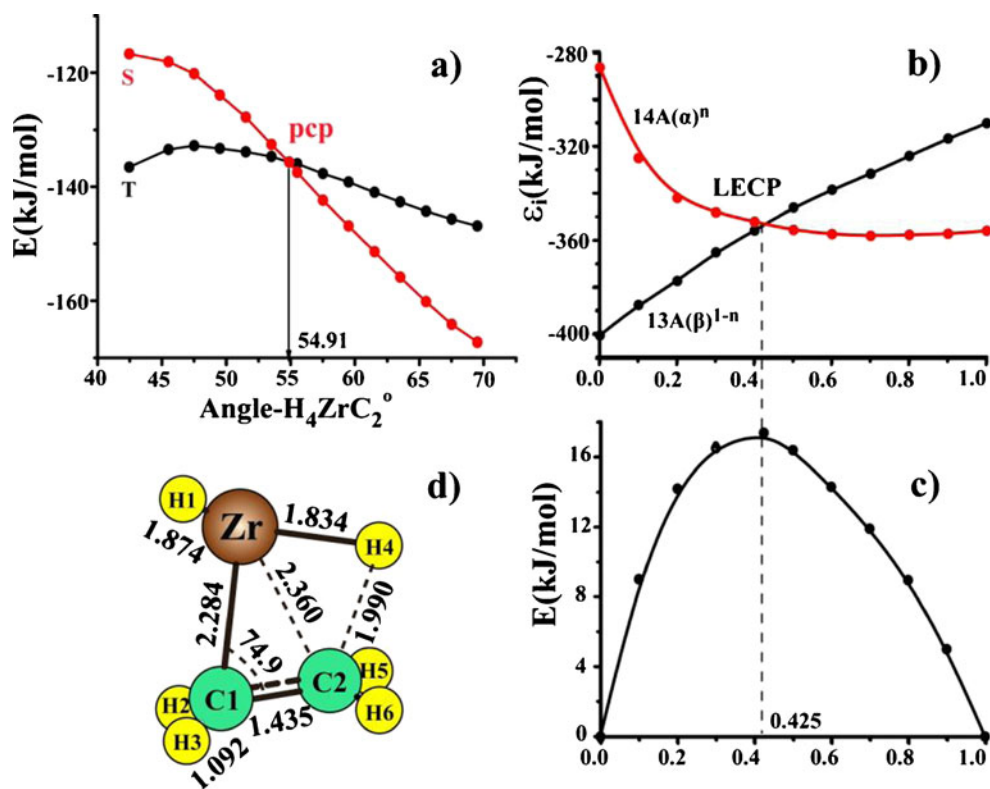 a)
E(kJ/mol)
-120
-140
-160
S
T
pcp
54.91
40 45 50 55 60 65 70
Angle-H₄ZrC₂°
b)
εᵢ(kJ/mol)
-280
-320
-360
-400
14A(α)ⁿ
LECP
13A(β)¹⁻ⁿ
0.0 0.2 0.4 0.6 0.8 1.0
c)
E(kJ/mol)
16
12
8
4
0
0.425
0.0 0.2 0.4 0.6 0.8 1.0
d)
H1
Zr
H4
1.834
1.874
2.284
2.360
1.990
74.9
C1
C2
H2
H3
H5
H6
1.435
1.092